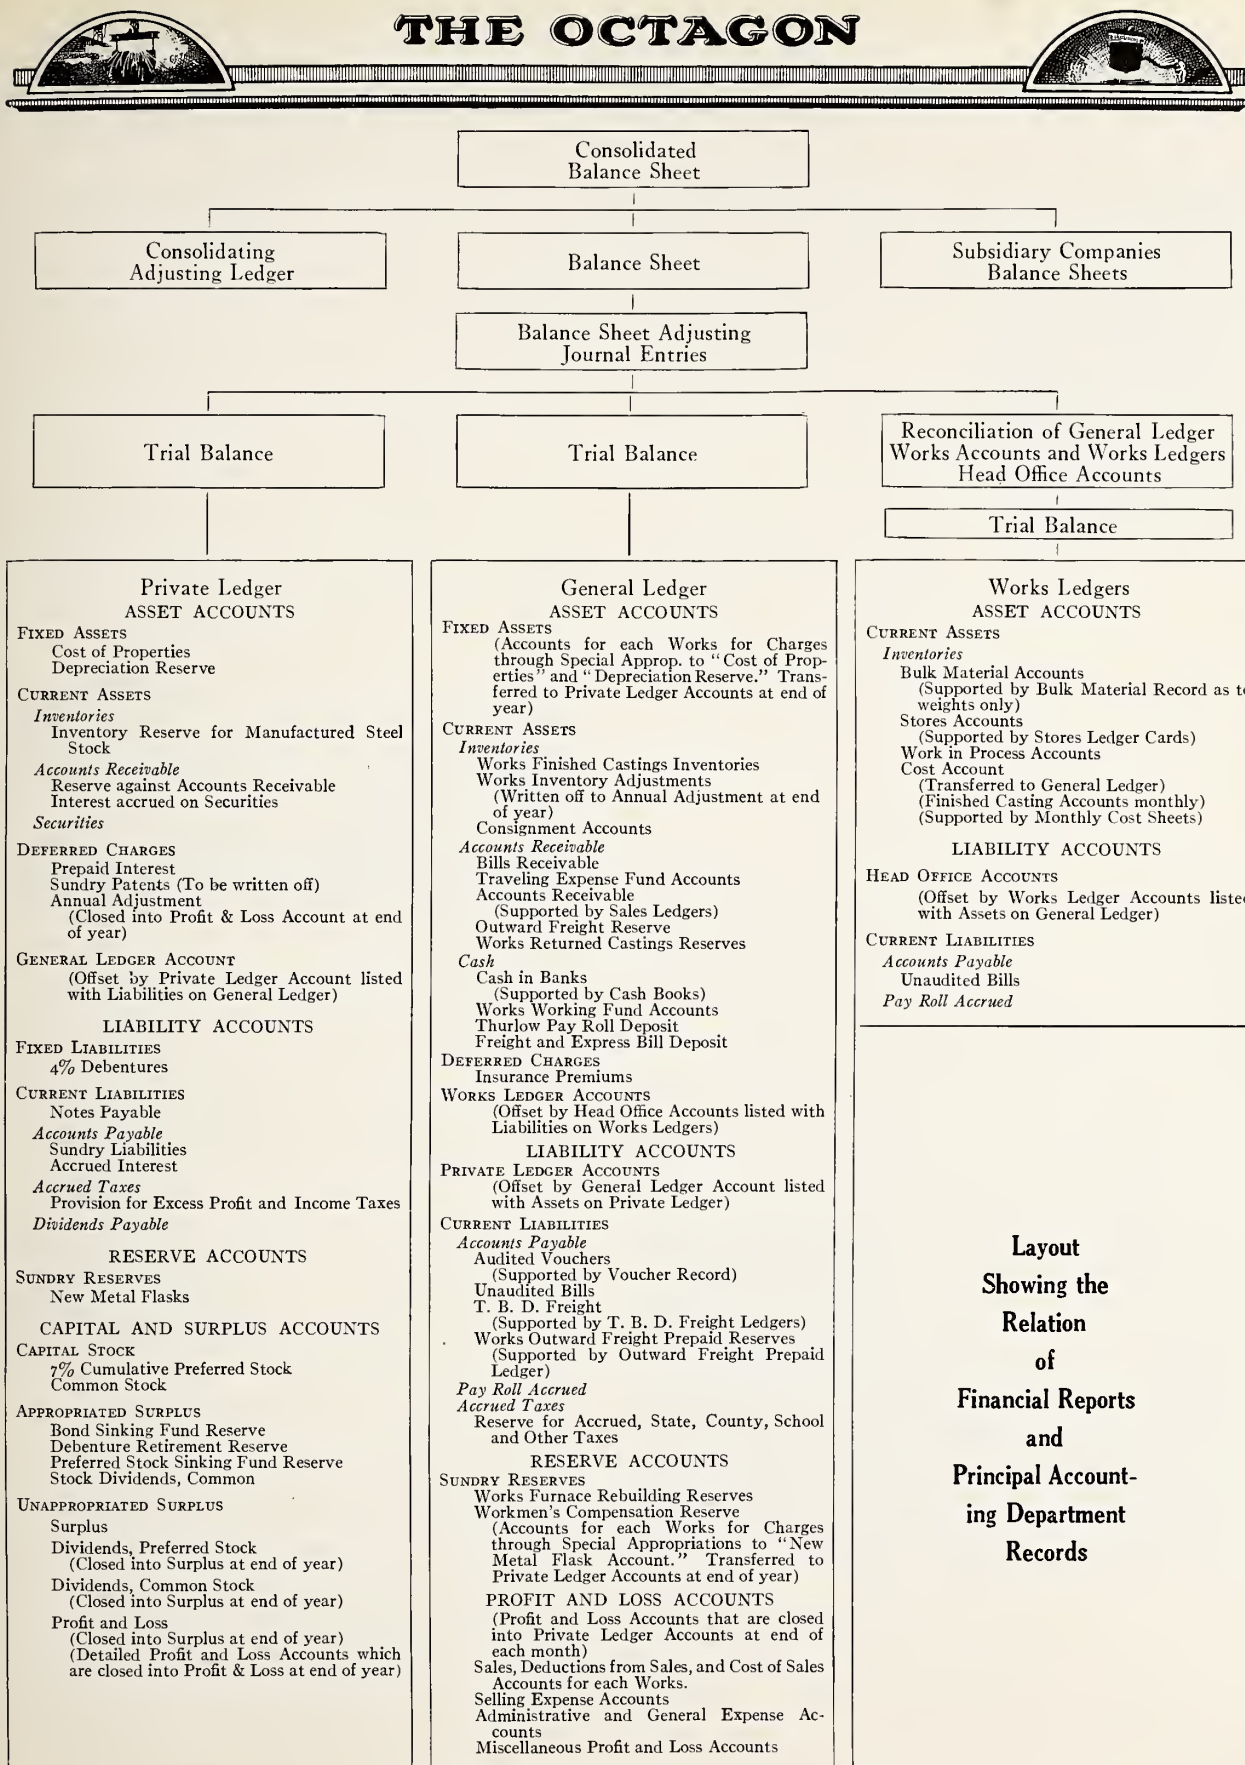 THE OCTAGON
Consolidated
Balance Sheet
Consolidating
Adjusting Ledger
Balance Sheet
Subsidiary Companies
Balance Sheets
Balance Sheet Adjusting
Journal Entries
Trial Balance
Trial Balance
Reconciliation of General Ledger
Works Accounts and Works Ledgers
Head Office Accounts
Trial Balance
Private Ledger
ASSET ACCOUNTS
FIXED ASSETS
Cost of Properties
Depreciation Reserve
CURRENT ASSETS
Inventories
Inventory Reserve for Manufactured Steel
Stock
Accounts Receivable
Reserve against Accounts Receivable
Interest accrued on Securities
Securities
DEFERRED CHARGES
Prepaid Interest
Sundry Patents (To be written off)
Annual Adjustment
(Closed into Profit & Loss Account at end
of year)
GENERAL LEDGER ACCOUNT
(Offset by Private Ledger Account listed
with Liabilities on General Ledger)
LIABILITY ACCOUNTS
FIXED LIABILITIES
4% Debentures
CURRENT LIABILITIES
Notes Payable
Accounts Payable
Sundry Liabilities
Accrued Interest
Accrued Taxes
Provision for Excess Profit and Income Taxes
Dividends Payable
RESERVE ACCOUNTS
SUNDRY RESERVES
New Metal Flasks
CAPITAL AND SURPLUS ACCOUNTS
CAPITAL STOCK
7% Cumulative Preferred Stock
Common Stock
APPROPRIATED SURPLUS
Bond Sinking Fund Reserve
Debenture Retirement Reserve
Preferred Stock Sinking Fund Reserve
Stock Dividends, Common
UNAPPROPRIATED SURPLUS
Surplus
Dividends, Preferred Stock
(Closed into Surplus at end of year)
Dividends, Common Stock
(Closed into Surplus at end of year)
Profit and Loss
(Closed into Surplus at end of year)
(Detailed Profit and Loss Accounts which
are closed into Profit & Loss at end of year)
General Ledger
ASSET ACCOUNTS
FIXED ASSETS
(Accounts for each Works for Charges
through Special Approp. to "Cost of Prop-
erties" and "Depreciation Reserve." Trans-
ferred to Private Ledger Accounts at end of
year)
CURRENT ASSETS
Inventories
Works Finished Castings Inventories
Works Inventory Adjustments
(Written off to Annual Adjustment at end
of year)
Consignment Accounts
Accounts Receivable
Bills Receivable
Traveling Expense Fund Accounts
Accounts Receivable
(Supported by Sales Ledgers)
Outward Freight Reserve
Works Returned Castings Reserves
Cash
Cash in Banks
(Supported by Cash Books)
Works Working Fund Accounts
Thurlow Pay Roll Deposit
Freight and Express Bill Deposit
DEFERRED CHARGES
Insurance Premiums
WORKS LEDGER ACCOUNTS
(Offset by Head Office Accounts listed with
Liabilities on Works Ledgers)
LIABILITY ACCOUNTS
PRIVATE LEDGER ACCOUNTS
(Offset by General Ledger Account listed
with Assets on Private Ledger)
CURRENT LIABILITIES
Accounts Payable
Audited Vouchers
(Supported by Voucher Record)
Unaudited Bills
T. B. D. Freight
(Supported by T. B. D. Freight Ledgers)
Works Outward Freight Prepaid Reserves
(Supported by Outward Freight Prepaid
Ledger)
Pay Roll Accrued
Accrued Taxes
Reserve for Accrued, State, County, School
and Other Taxes
RESERVE ACCOUNTS
SUNDRY RESERVES
Works Furnace Rebuilding Reserves
Workmen's Compensation Reserve
(Accounts for each Works for Charges
through Special Appropriations to "New
Metal Flask Account." Transferred to
Private Ledger Accounts at end of year)
PROFIT AND LOSS ACCOUNTS
(Profit and Loss Accounts that are closed
into Private Ledger Accounts at end of
each month)
Sales, Deductions from Sales, and Cost of Sales
Accounts for each Works.
Selling Expense Accounts
Administrative and General Expense Ac-
counts
Miscellaneous Profit and Loss Accounts
Works Ledgers
ASSET ACCOUNTS
CURRENT ASSETS
Inventories
Bulk Material Accounts
(Supported by Bulk Material Record as to
weights only)
Stores Accounts
(Supported by Stores Ledger Cards)
Work in Process Accounts
Cost Account
(Transferred to General Ledger)
(Finished Casting Accounts monthly)
(Supported by Monthly Cost Sheets)
LIABILITY ACCOUNTS
HEAD OFFICE ACCOUNTS
(Offset by Works Ledger Accounts listed
with Assets on General Ledger)
CURRENT LIABILITIES
Accounts Payable
Unaudited Bills
Pay Roll Accrued
Layout
Showing the
Relation
of
Financial Reports
and
Principal Account-
ing Department
Records